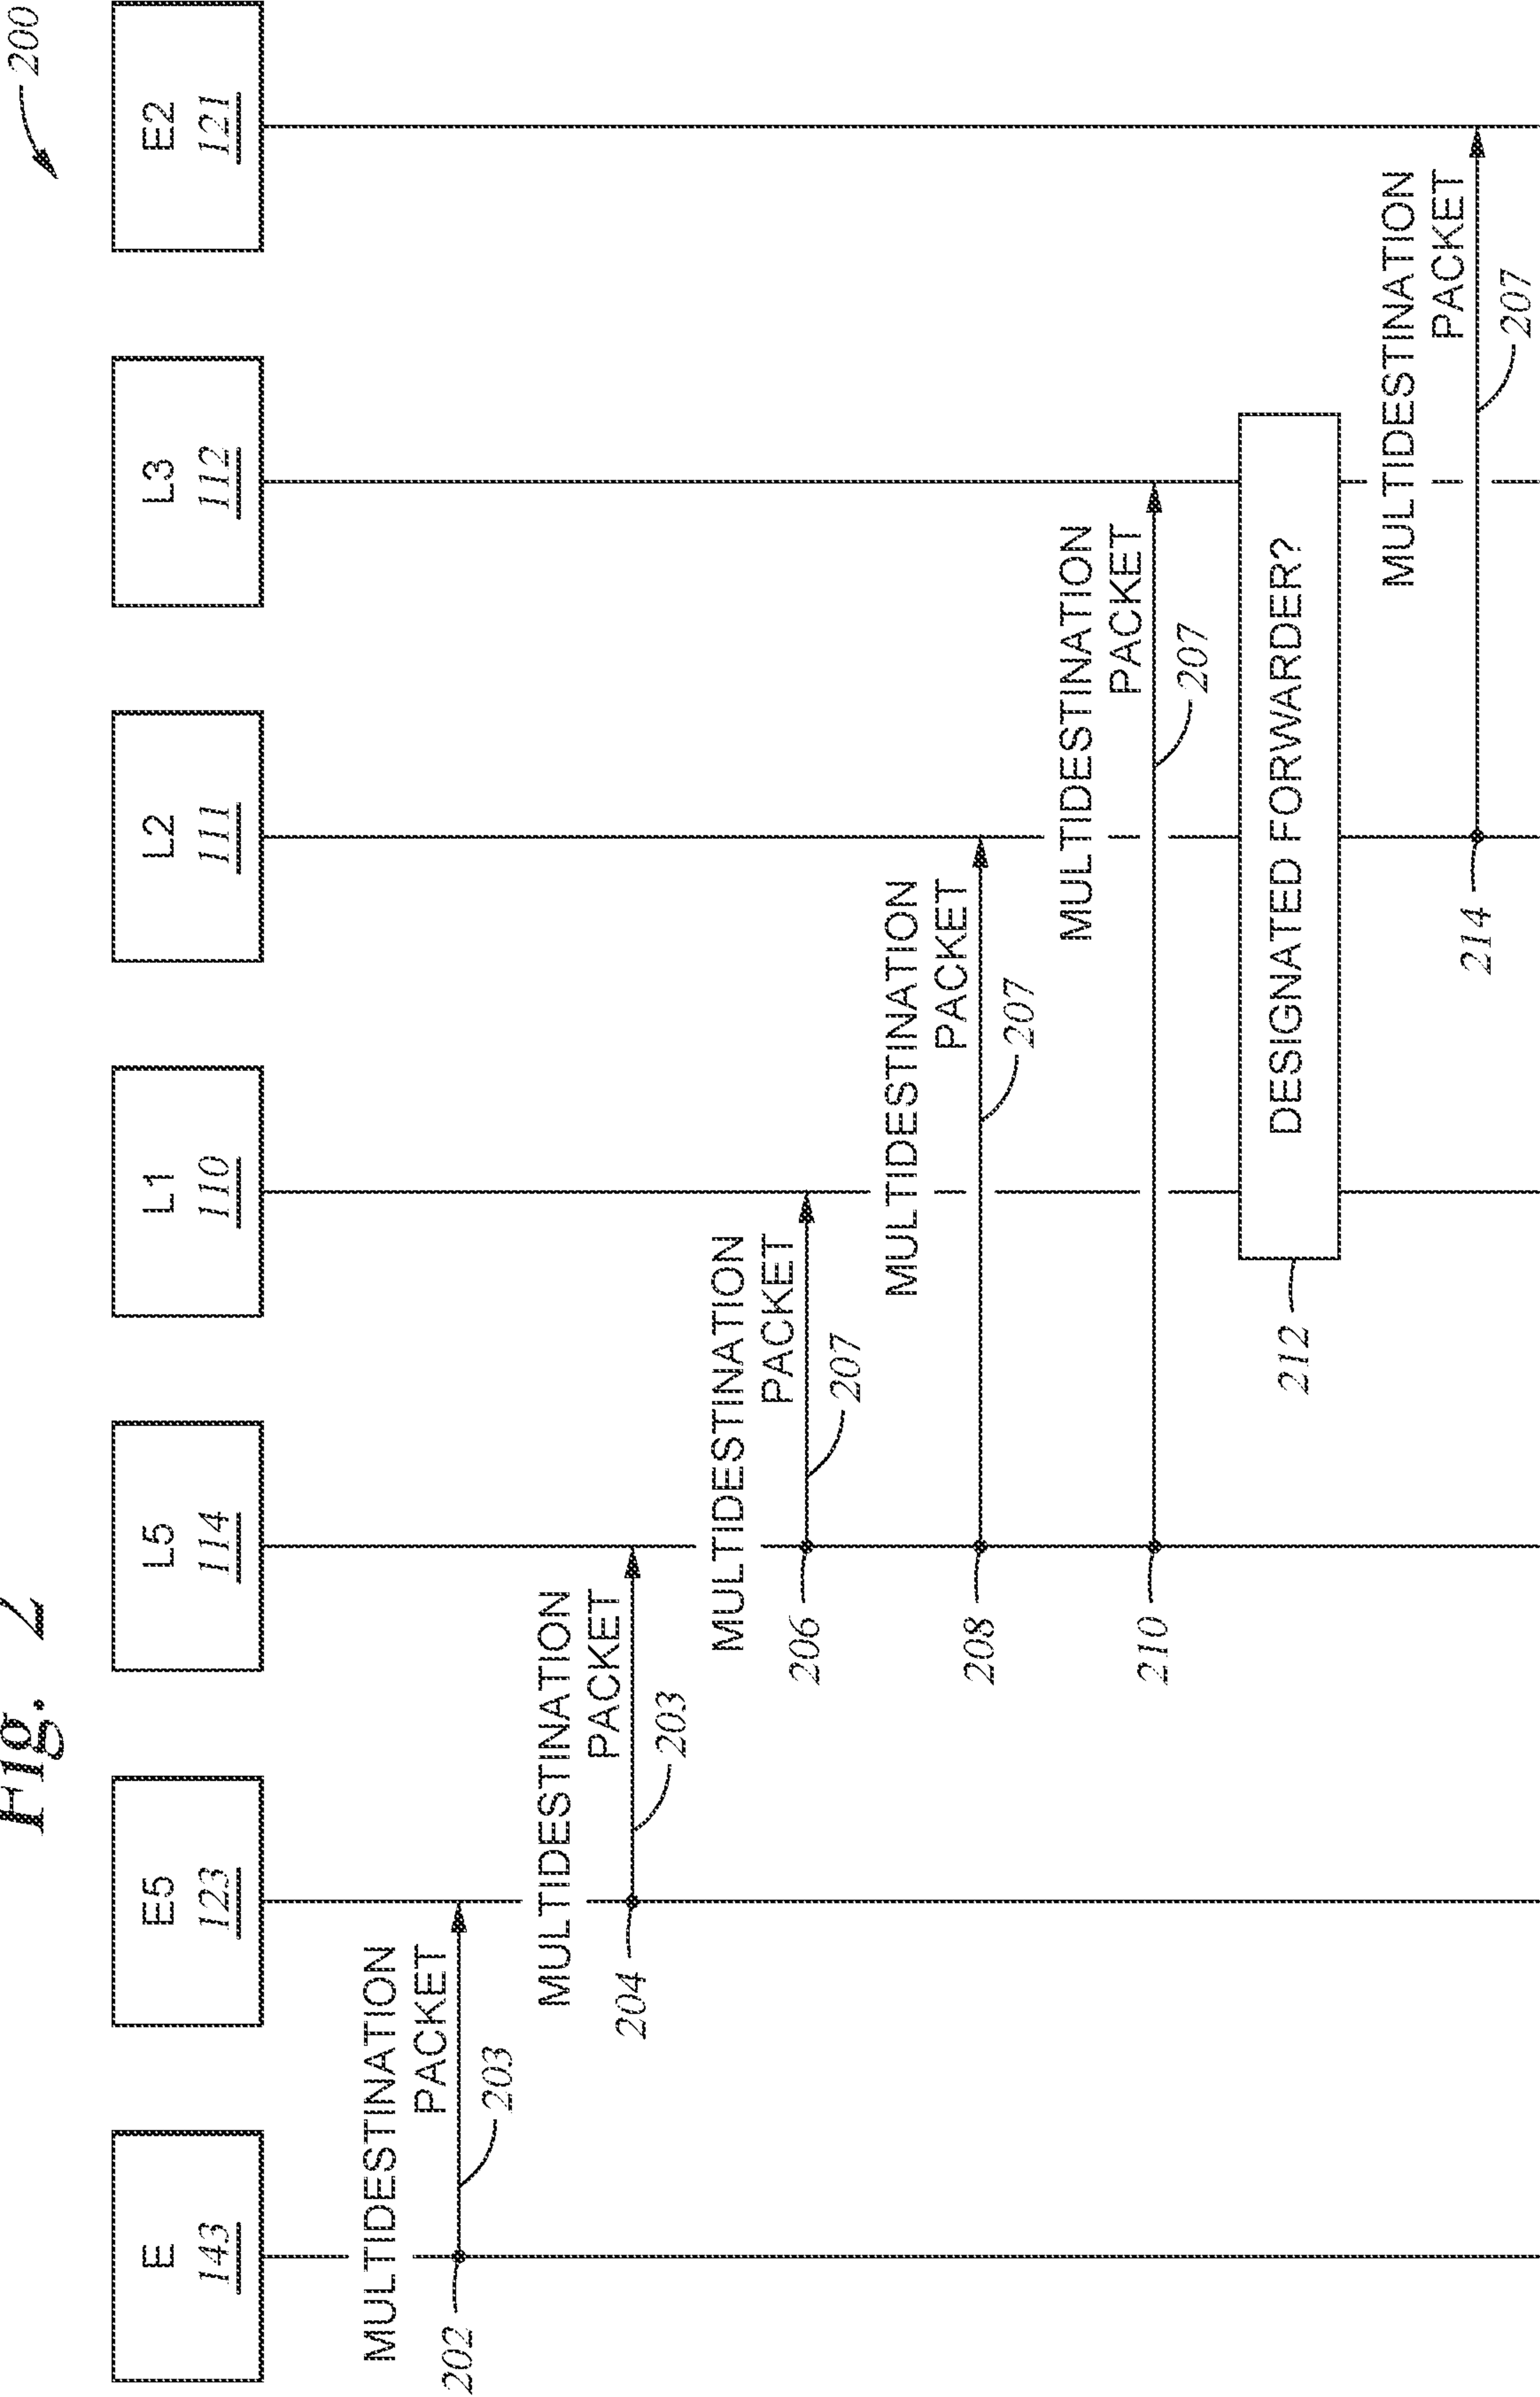 Fig. 2
200
E
143
E5
123
L5
114
L1
110
L2
111
L3
112
E2
121
MULTIDESTINATION
PACKET
202
203
MULTIDESTINATION
PACKET
204
203
MULTIDESTINATION
PACKET
206
207
MULTIDESTINATION
PACKET
208
207
MULTIDESTINATION
PACKET
210
207
212
DESIGNATED FORWARDER?
MULTIDESTINATION
PACKET
214
207